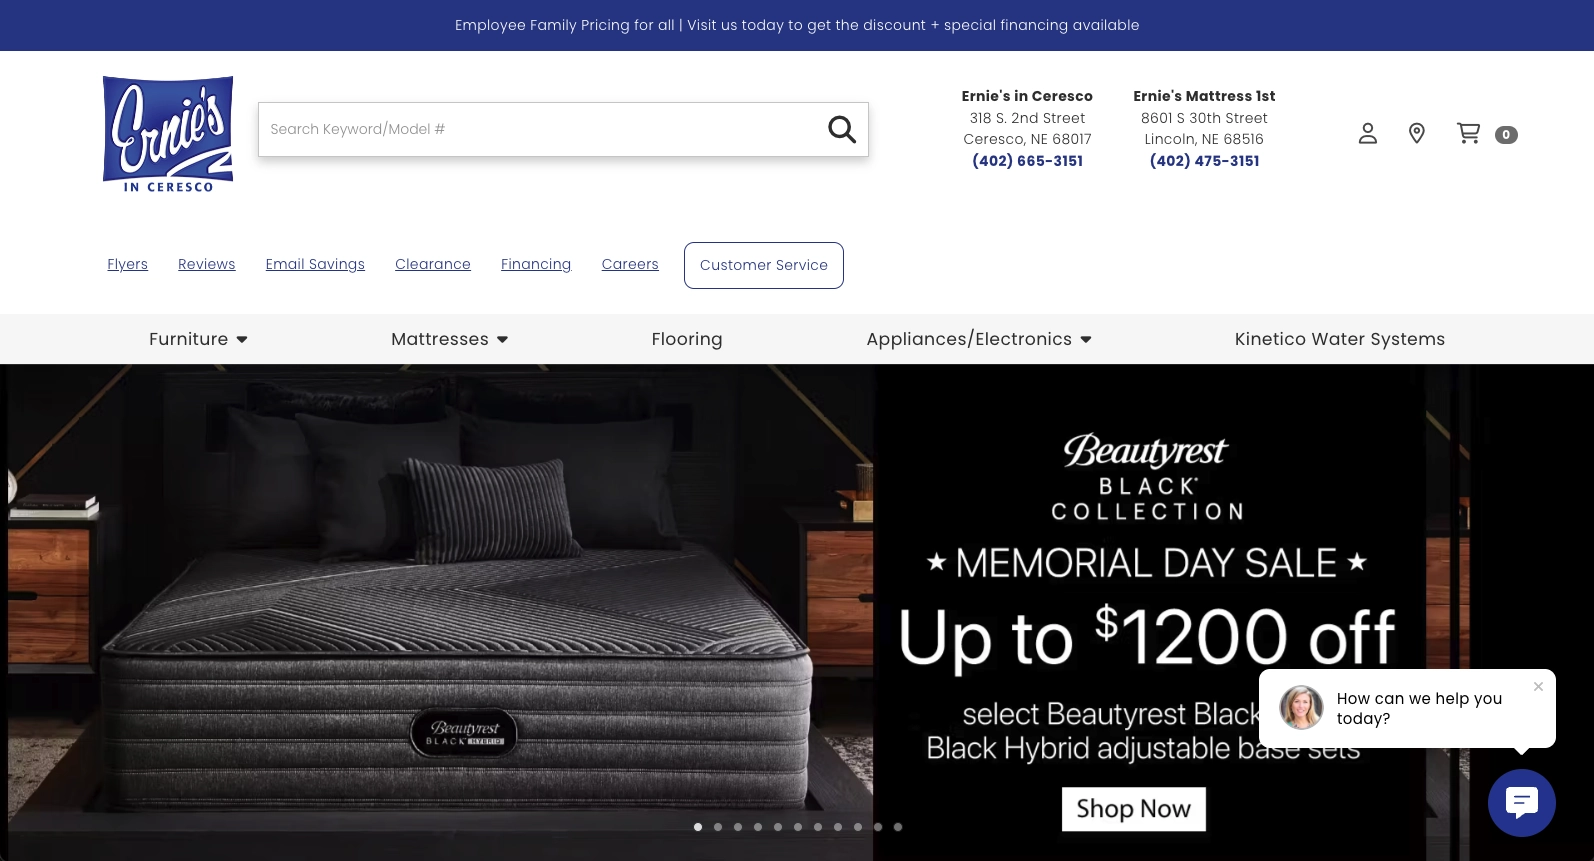 Employee Family Pricing for all | Visit us today to get the discount + special financing available
Ernie's
IN CERESCO
Search Keyword/Model #
Ernie's in Ceresco
318 S. 2nd Street
Ceresco, NE 68017
(402) 665-3151
Ernie's Mattress 1st
8601 S 30th Street
Lincoln, NE 68516
(402) 475-3151
0
Flyers
Reviews
Email Savings
Clearance
Financing
Careers
Customer Service
Furniture
Mattresses
Flooring
Appliances/Electronics
Kinetico Water Systems
Beautyrest
BLACK
COLLECTION
★ MEMORIAL DAY SALE ★
Up to $1200 off
select Beautyrest Black
Black Hybrid adjustable base sets
Shop Now
Beautyrest
BLACK HYBRID
How can we help you
today?